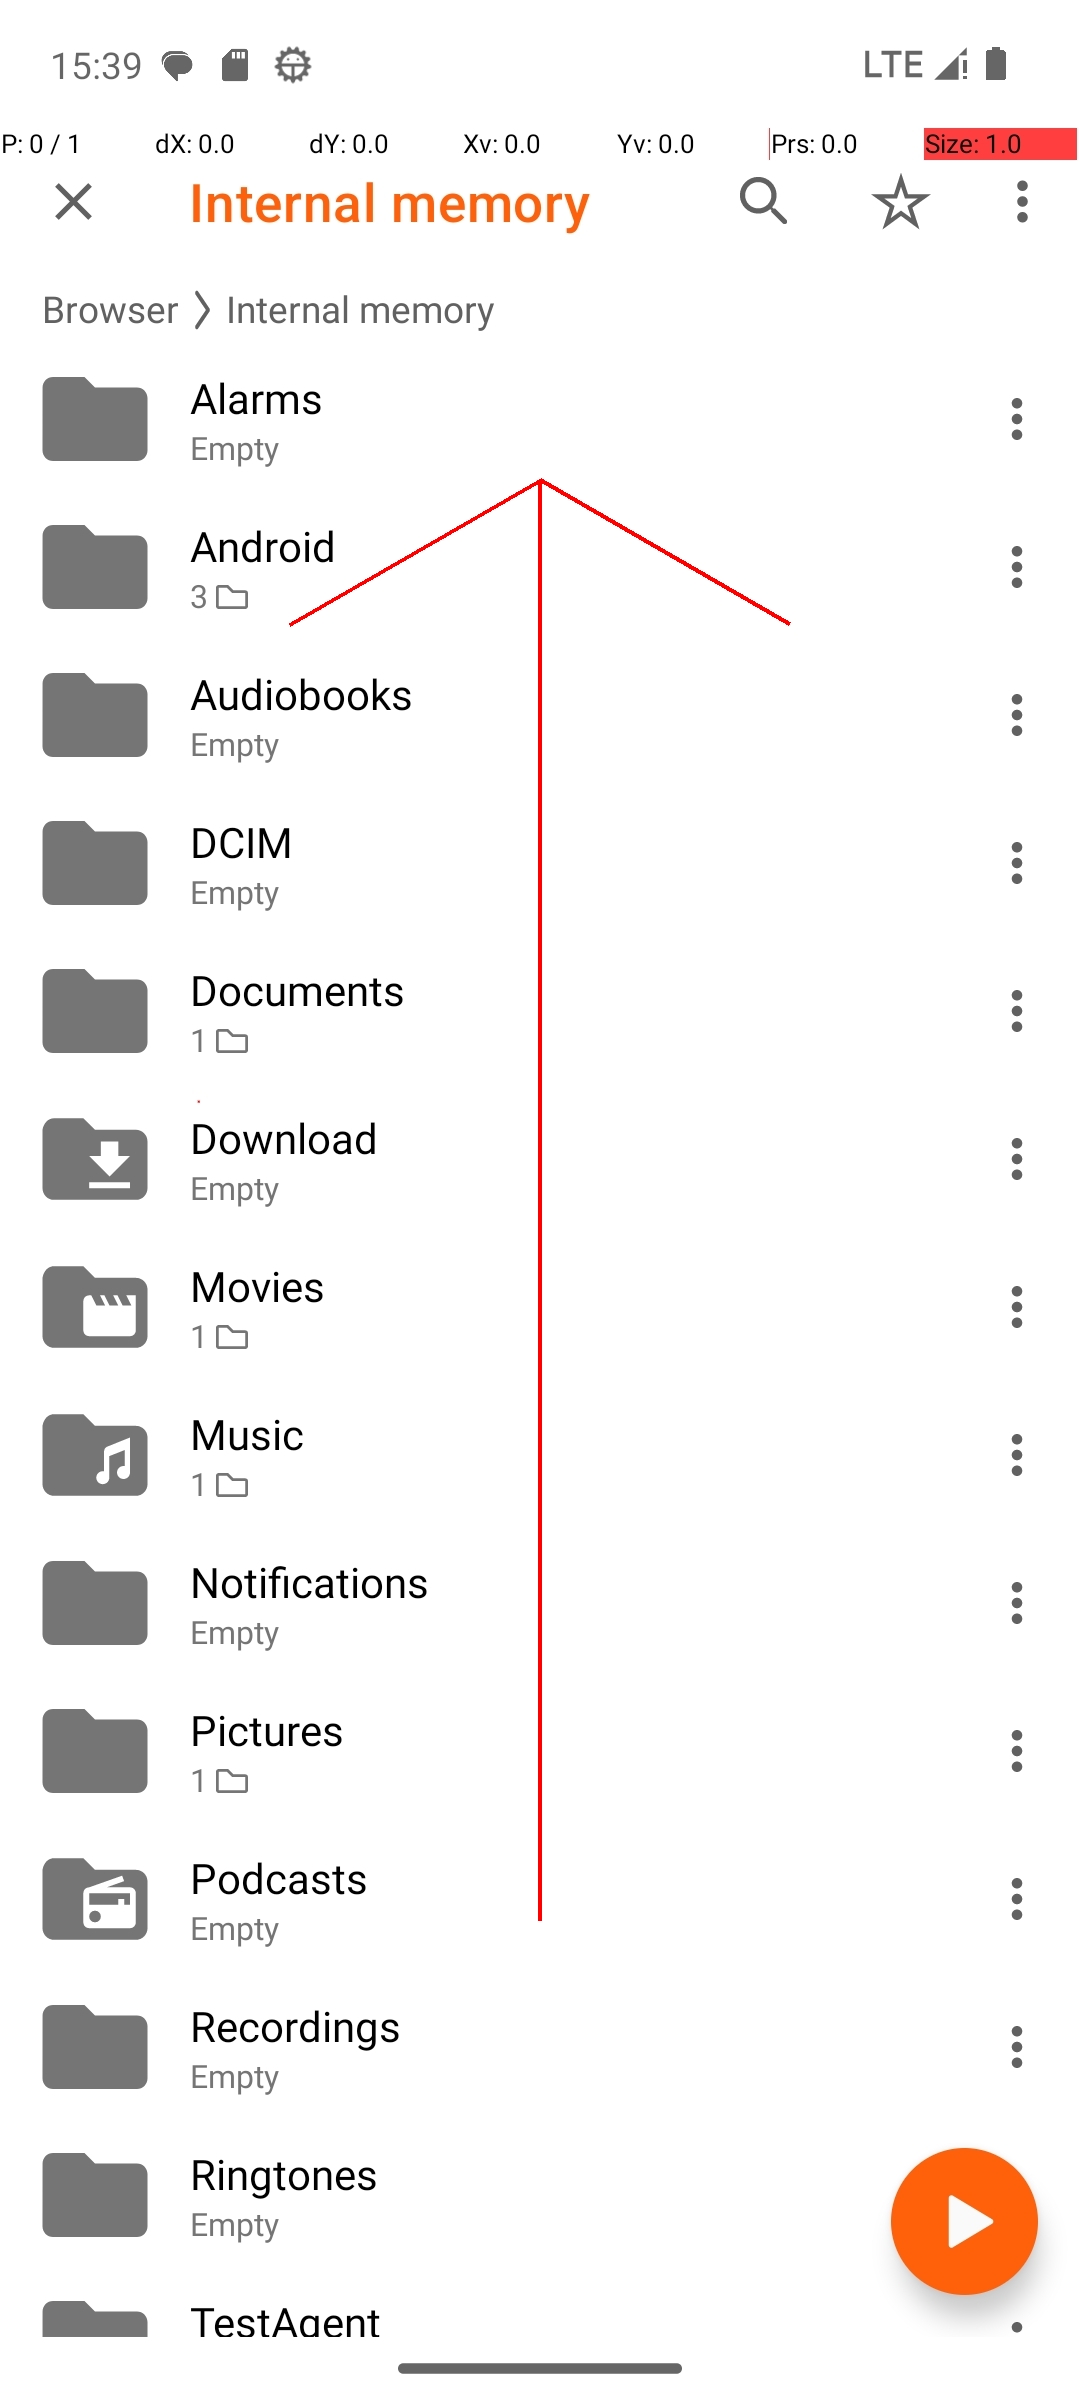 15:39
LTE
P: 0 / 1 dX: 0.0 dY: 0.0 Xv: 0.0 Yv: 0.0 Prs: 0.0 Size: 1.0
Internal memory
Browser Internal memory
Alarms
Empty
Android
3
Audiobooks
Empty
DCIM
Empty
Documents
1
Download
Empty
Movies
1
Music
1
Notifications
Empty
Pictures
1
Podcasts
Empty
Recordings
Empty
Ringtones
Empty
TestAgent